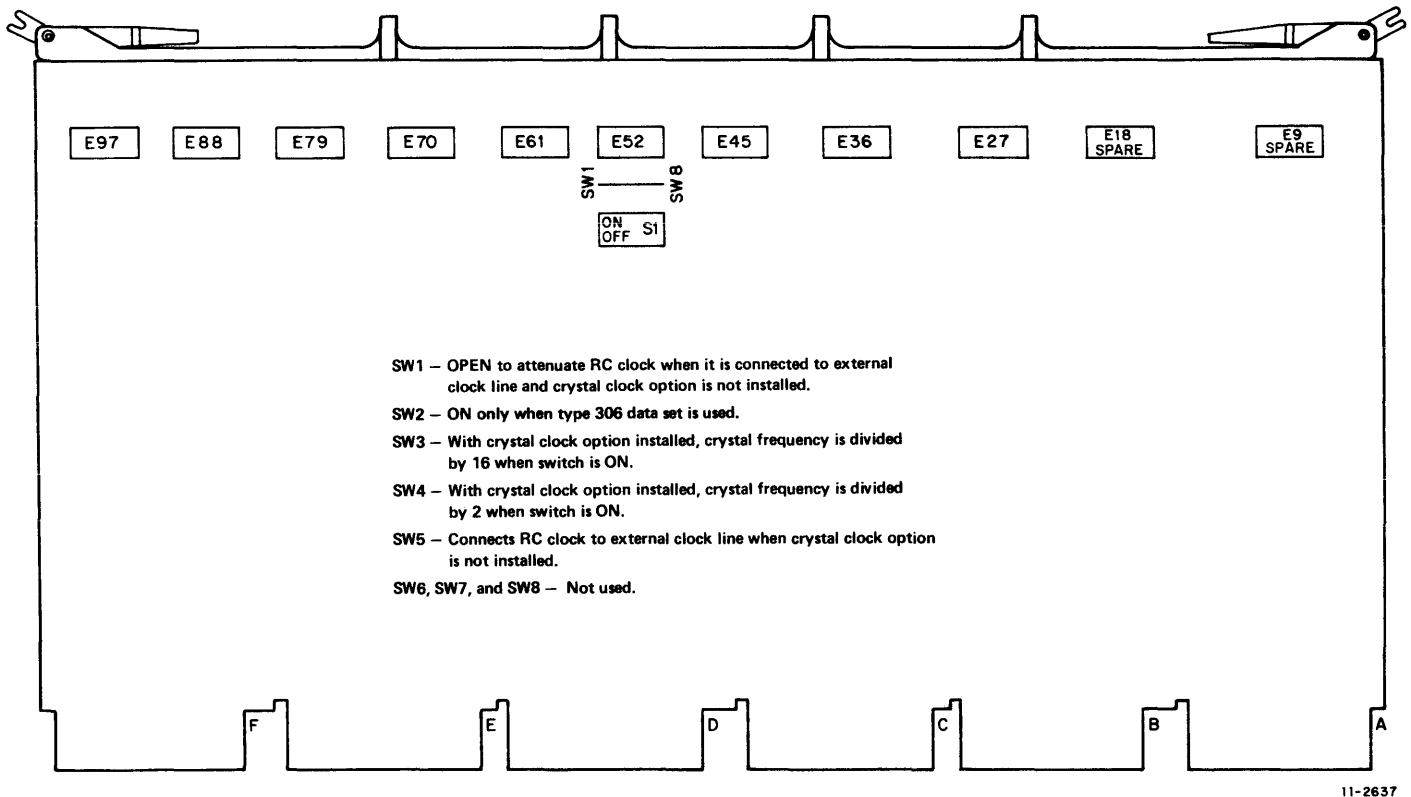 E97 E88 E79 E70 E61 E52 E45 E36 E27 E18 SPARE E9 SPARE
SW1 SW8
ON
OFF S1
SW1 – OPEN to attenuate RC clock when it is connected to external
clock line and crystal clock option is not installed.
SW2 – ON only when type 306 data set is used.
SW3 – With crystal clock option installed, crystal frequency is divided
by 16 when switch is ON.
SW4 – With crystal clock option installed, crystal frequency is divided
by 2 when switch is ON.
SW5 – Connects RC clock to external clock line when crystal clock option
is not installed.
SW6, SW7, and SW8 – Not used.
F E D C B A
11-2637